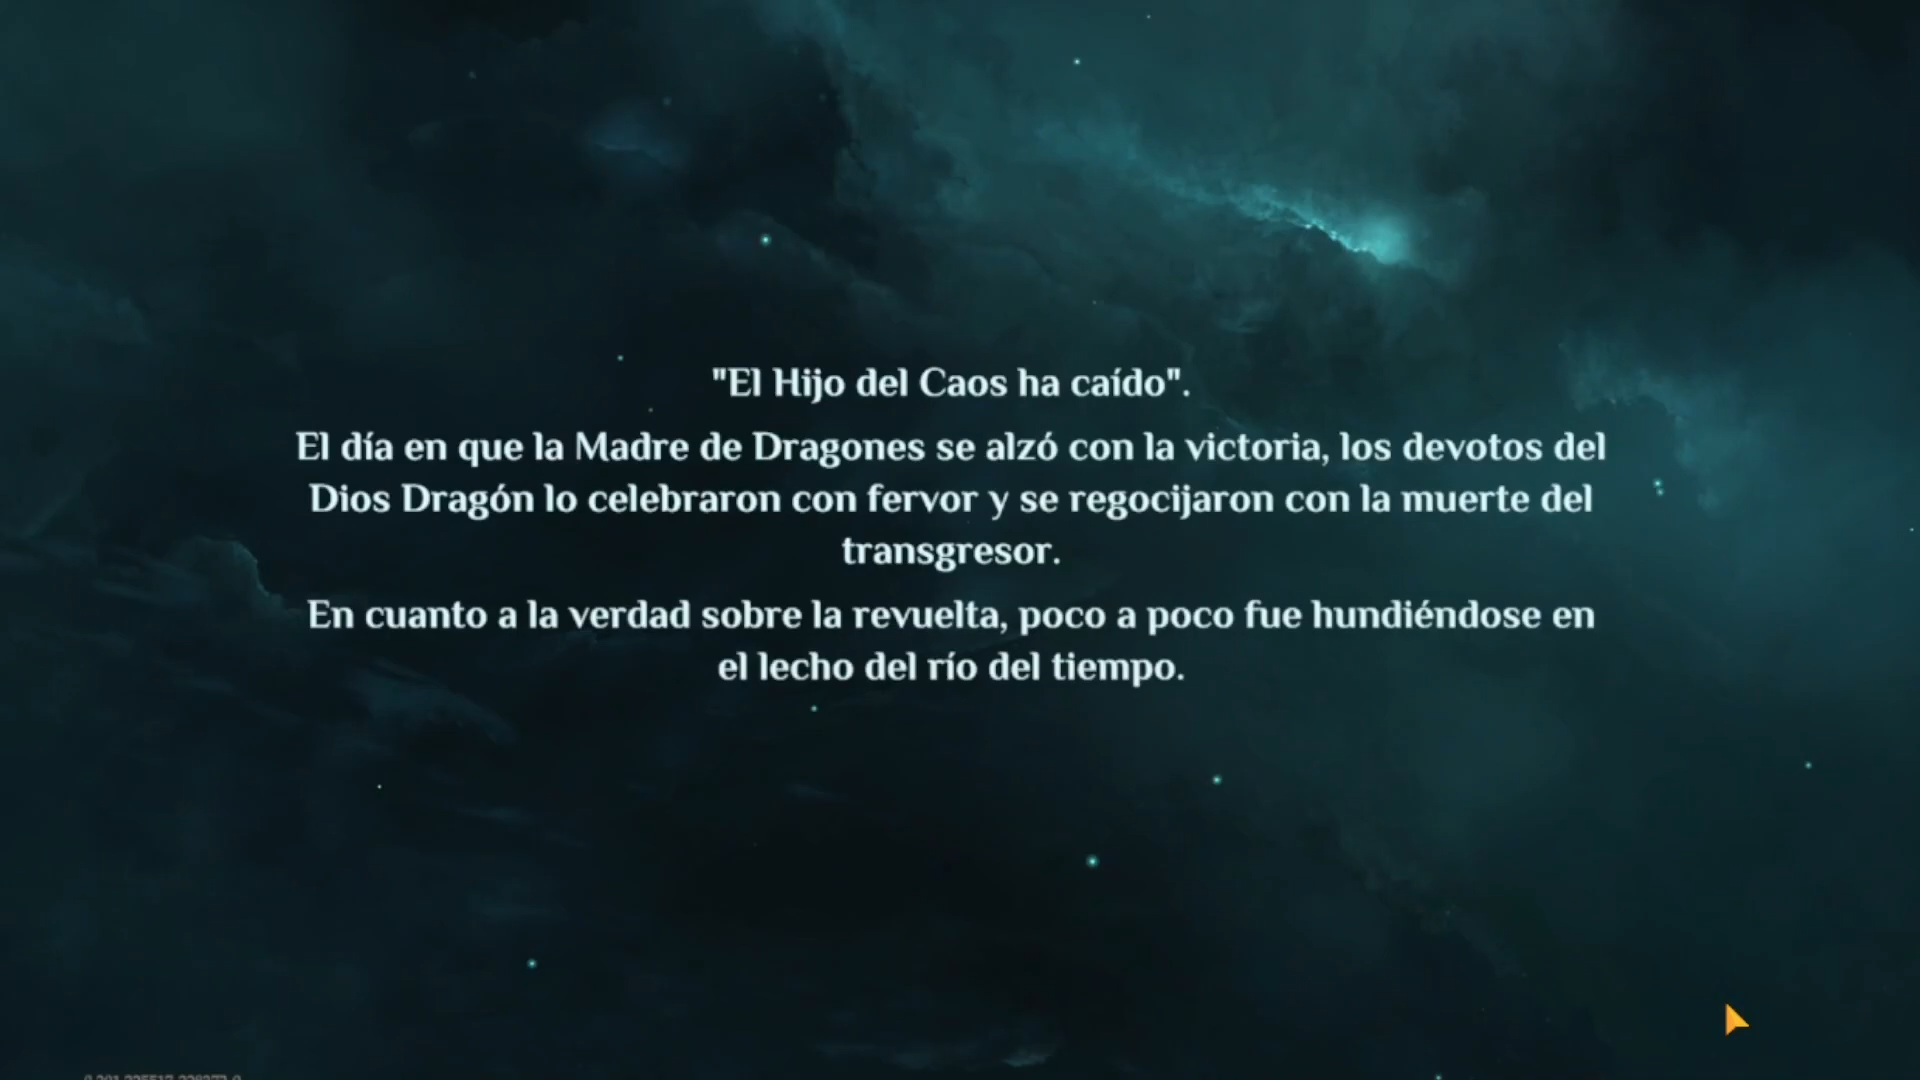 "El Hijo del Caos ha caído".
El día en que la Madre de Dragones se alzó con la victoria, los devotos del
Dios Dragón lo celebraron con fervor y se regocijaron con la muerte del
transgresor.
En cuanto a la verdad sobre la revuelta, poco a poco fue hundiéndose en
el lecho del río del tiempo.